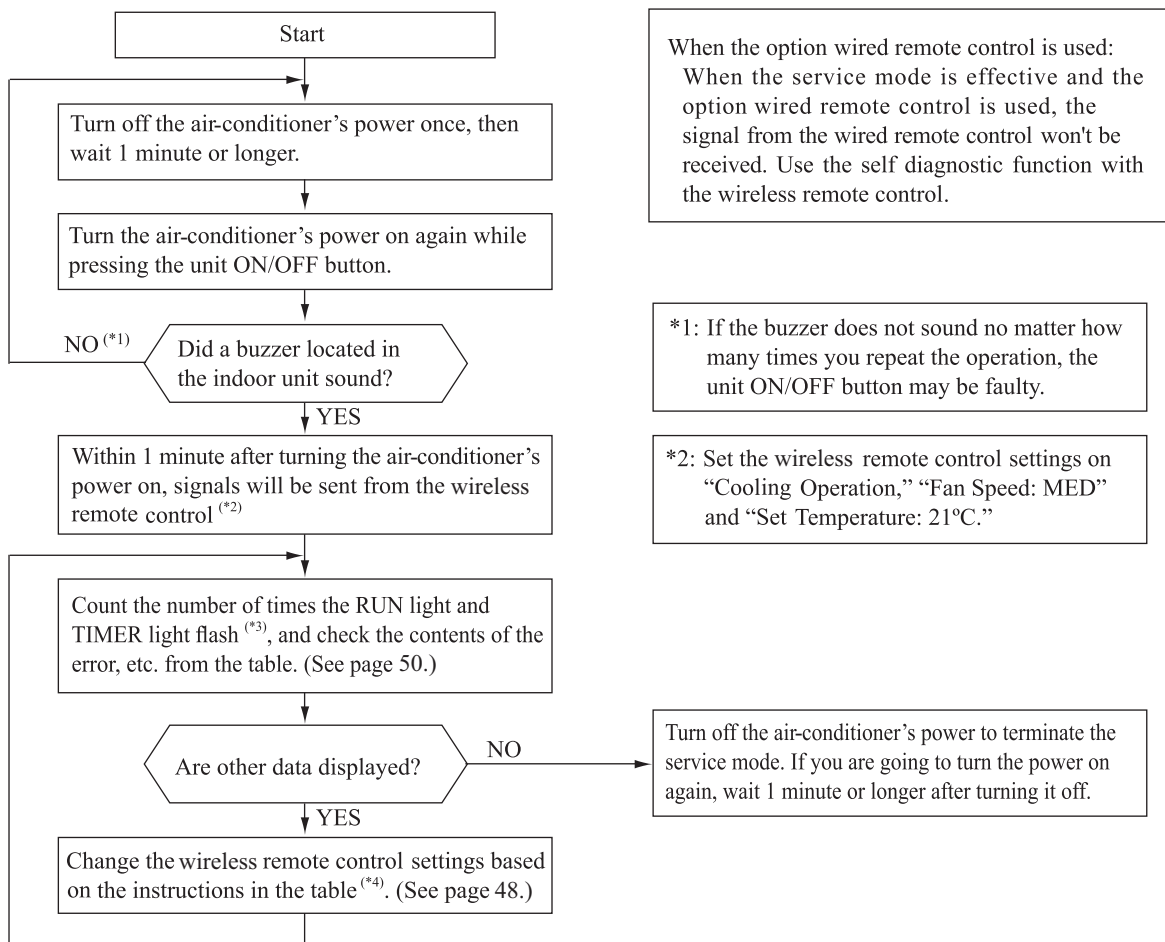 Start
Turn off the air-conditioner's power once, then
wait 1 minute or longer.
Turn the air-conditioner's power on again while
pressing the unit ON/OFF button.
NO (*1)
Did a buzzer located in
the indoor unit sound?
YES
Within 1 minute after turning the air-conditioner's
power on, signals will be sent from the wireless
remote control (*2)
Count the number of times the RUN light and
TIMER light flash (*3), and check the contents of the
error, etc. from the table. (See page 50.)
Are other data displayed?
NO
YES
Change the wireless remote control settings based
on the instructions in the table (*4). (See page 48.)
When the option wired remote control is used:
When the service mode is effective and the
option wired remote control is used, the
signal from the wired remote control won't be
received. Use the self diagnostic function with
the wireless remote control.
*1: If the buzzer does not sound no matter how
many times you repeat the operation, the
unit ON/OFF button may be faulty.
*2: Set the wireless remote control settings on
“Cooling Operation,” “Fan Speed: MED”
and “Set Temperature: 21ºC.”
Turn off the air-conditioner's power to terminate the
service mode. If you are going to turn the power on
again, wait 1 minute or longer after turning it off.